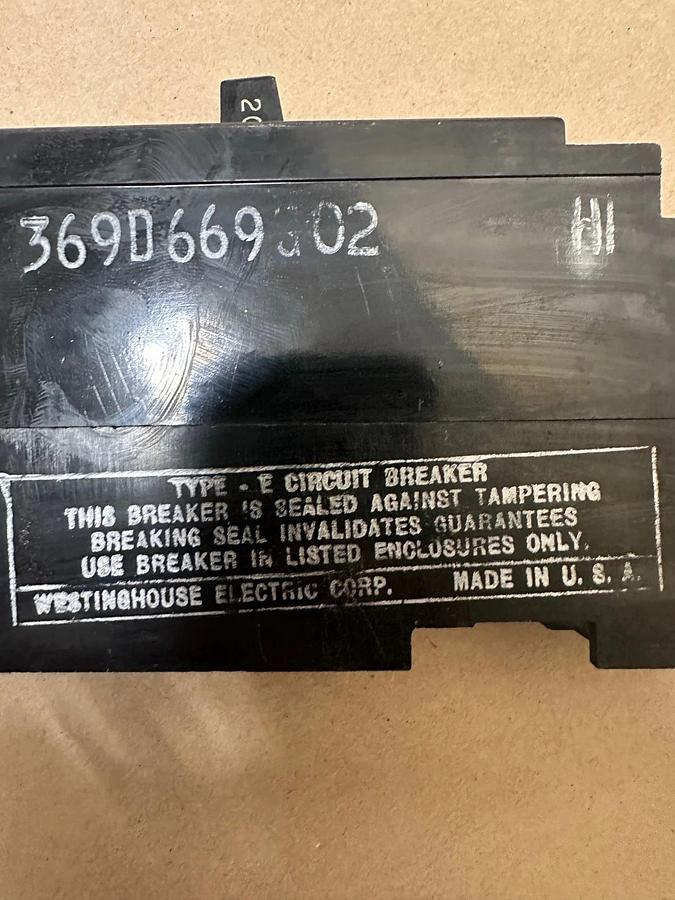 20
369D669G02 HI
TYPE - E CIRCUIT BREAKER
THIS BREAKER IS SEALED AGAINST TAMPERING
BREAKING SEAL INVALIDATES GUARANTEES
USE BREAKER IN LISTED ENCLOSURES ONLY.
WESTINGHOUSE ELECTRIC CORP. MADE IN U. S. A.